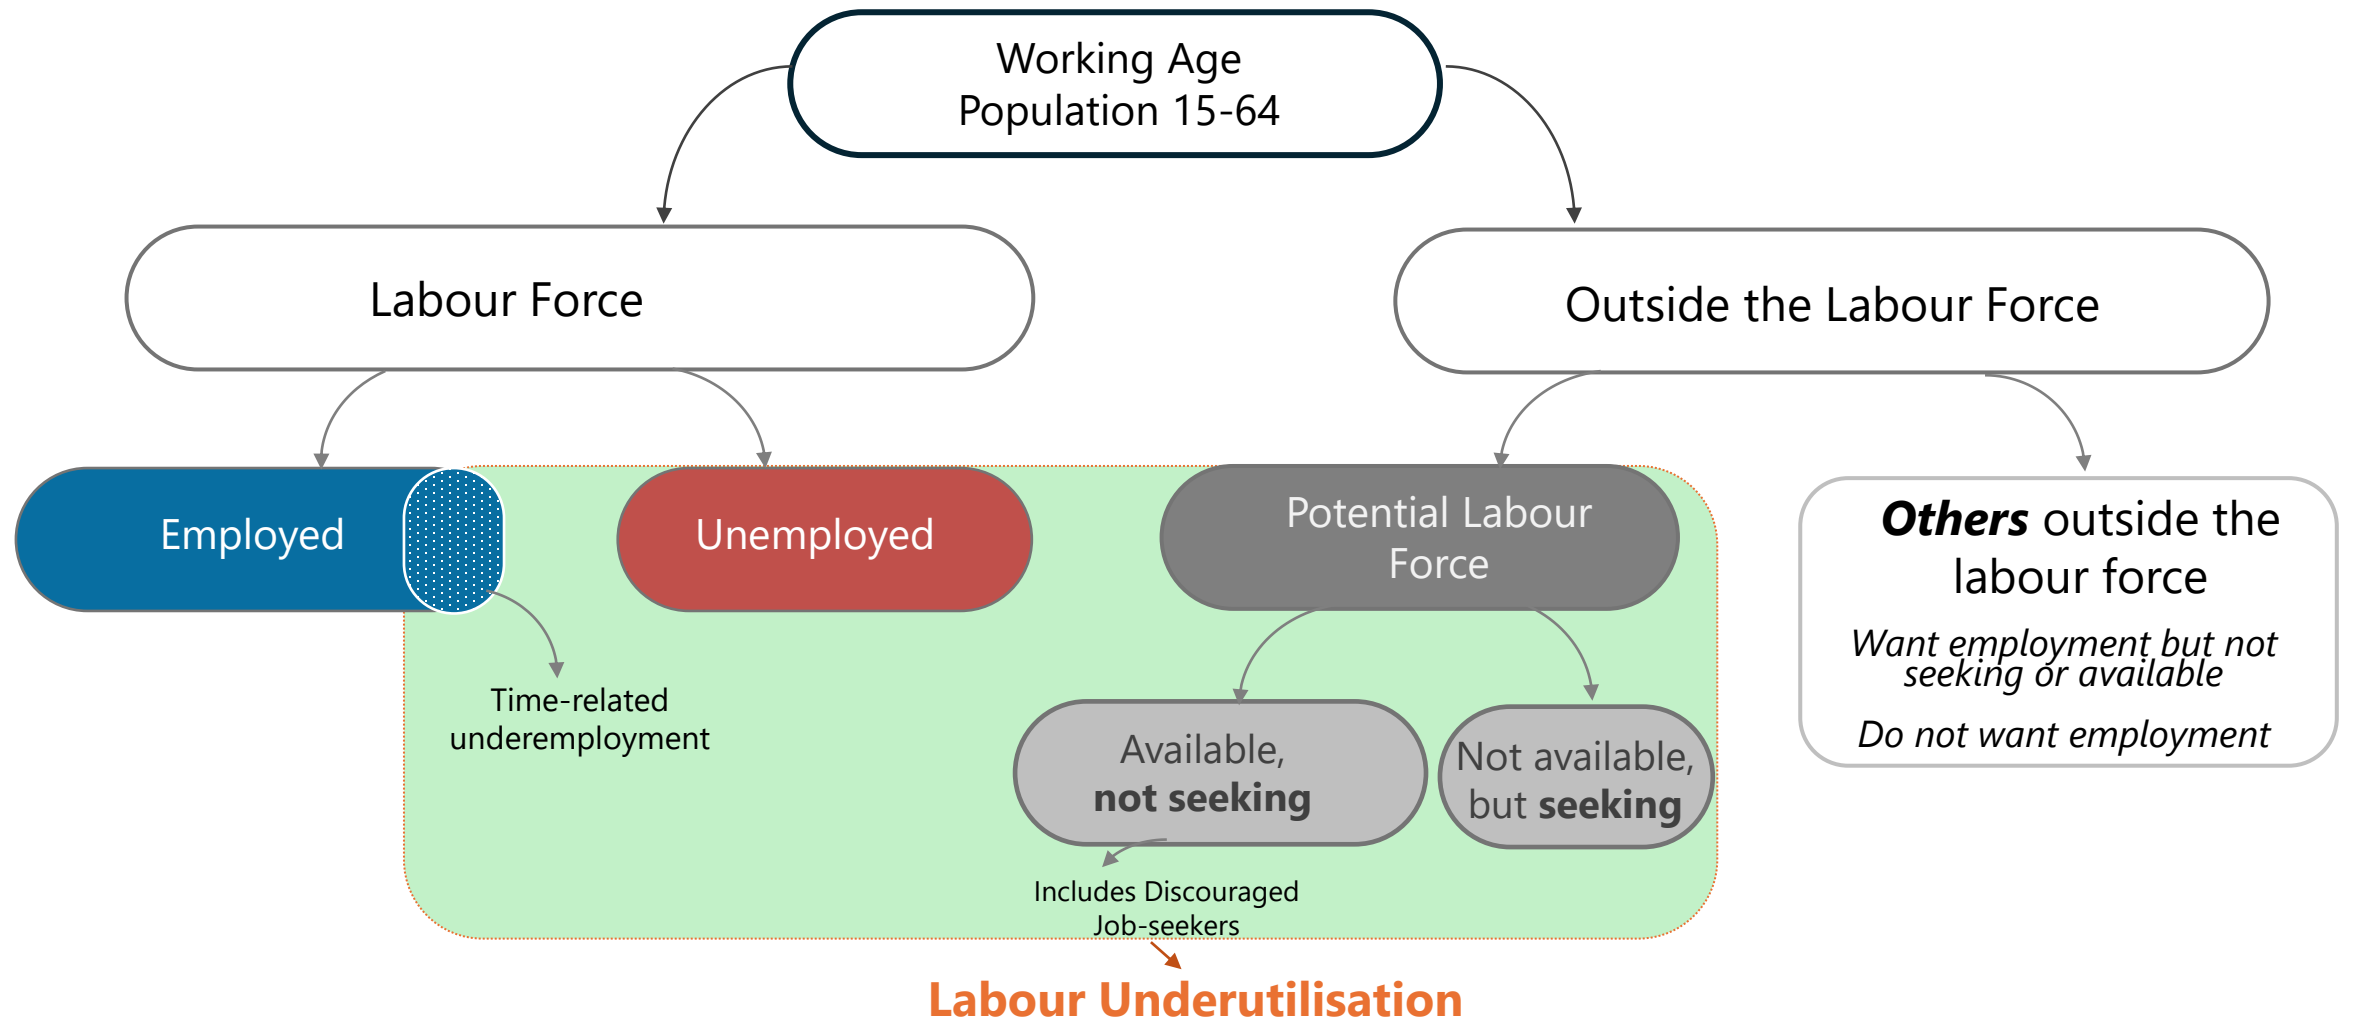 Working Age
Population 15-64
Labour Force
Outside the Labour Force
Employed
Unemployed
Potential Labour
Force
Others outside the
labour force
Want employment but not
seeking or available
Do not want employment
Time-related
underemployment
Available,
not seeking
Not available,
but seeking
Includes Discouraged
Job-seekers
Labour Underutilisation